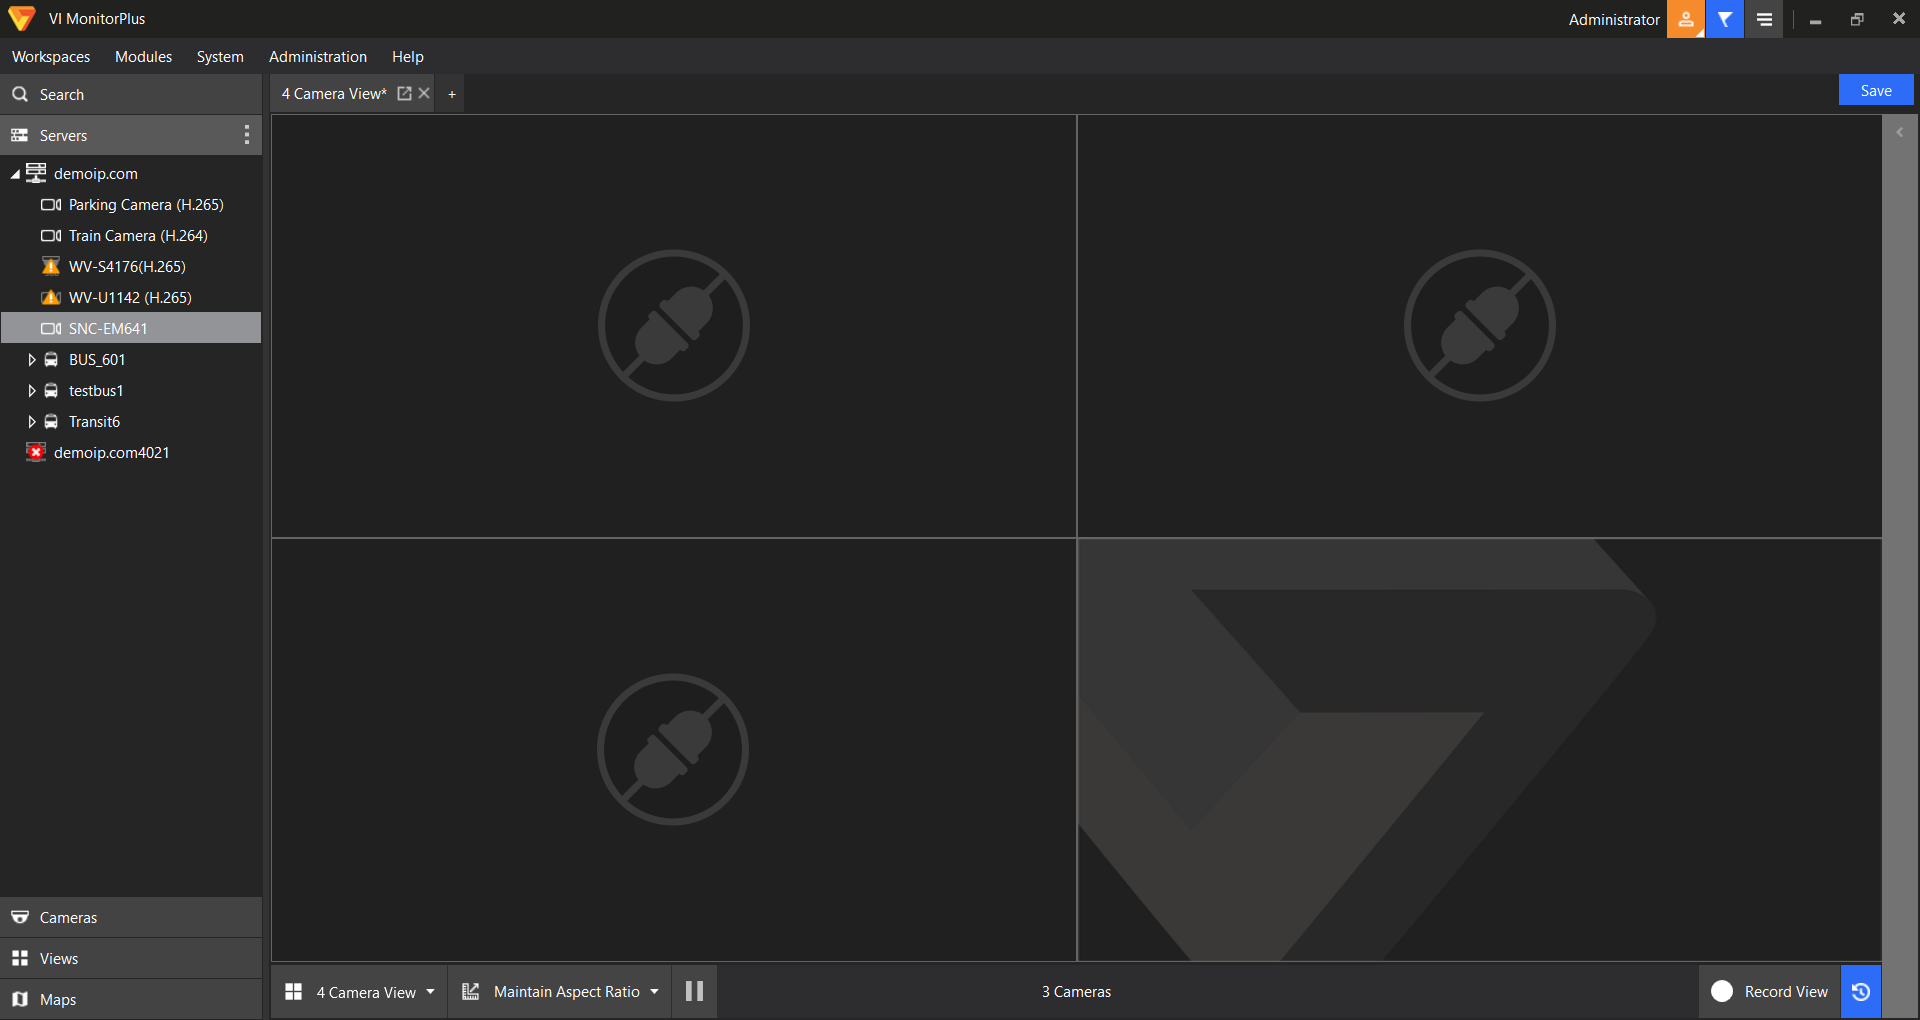 VI MonitorPlus
Administrator
Workspaces Modules System Administration Help
Search
4 Camera View* +
Save
Servers
demoip.com
Parking Camera (H.265)
Train Camera (H.264)
WV-S4176(H.265)
WV-U1142 (H.265)
SNC-EM641
BUS_601
testbus1
Transit6
demoip.com4021
Cameras
Views
Maps
4 Camera View
Maintain Aspect Ratio
3 Cameras
Record View